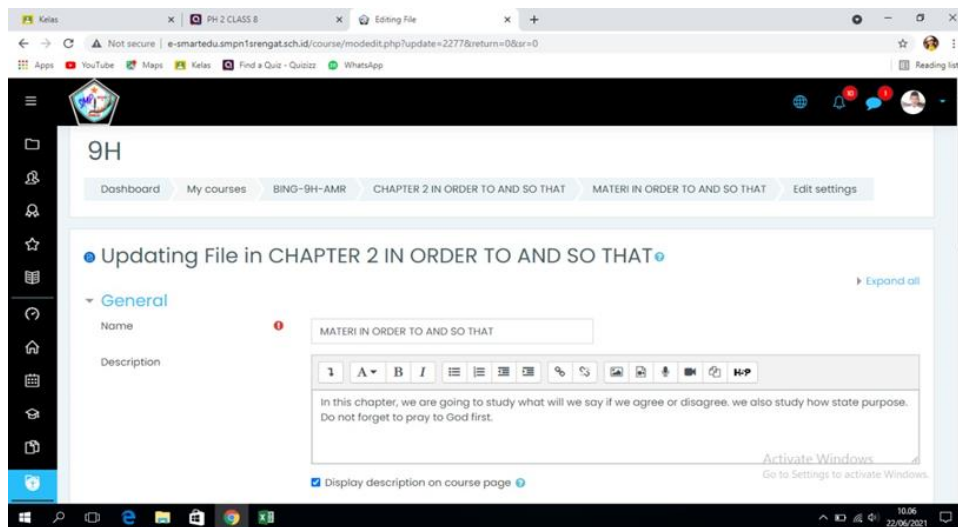 Kelas
PH 2 CLASS 8
Editing File
Not secure | e-smartedu.smpn1srengat.sch.id/course/modedit.php?update=2277&return=0&sr=0
Apps YouTube Maps Kelas Find a Quiz - Quizizz WhatsApp Reading list
10 1
9H
Dashboard My courses BING-9H-AMR CHAPTER 2 IN ORDER TO AND SO THAT MATERI IN ORDER TO AND SO THAT Edit settings
Updating File in CHAPTER 2 IN ORDER TO AND SO THAT
Expand all
General
Name
MATERI IN ORDER TO AND SO THAT
Description
A B I H-P
In this chapter, we are going to study what will we say if we agree or disagree. we also study how state purpose.
Do not forget to pray to God first.
Activate Windows
Go to Settings to activate Windows.
Display description on course page
10.06
22/06/2021